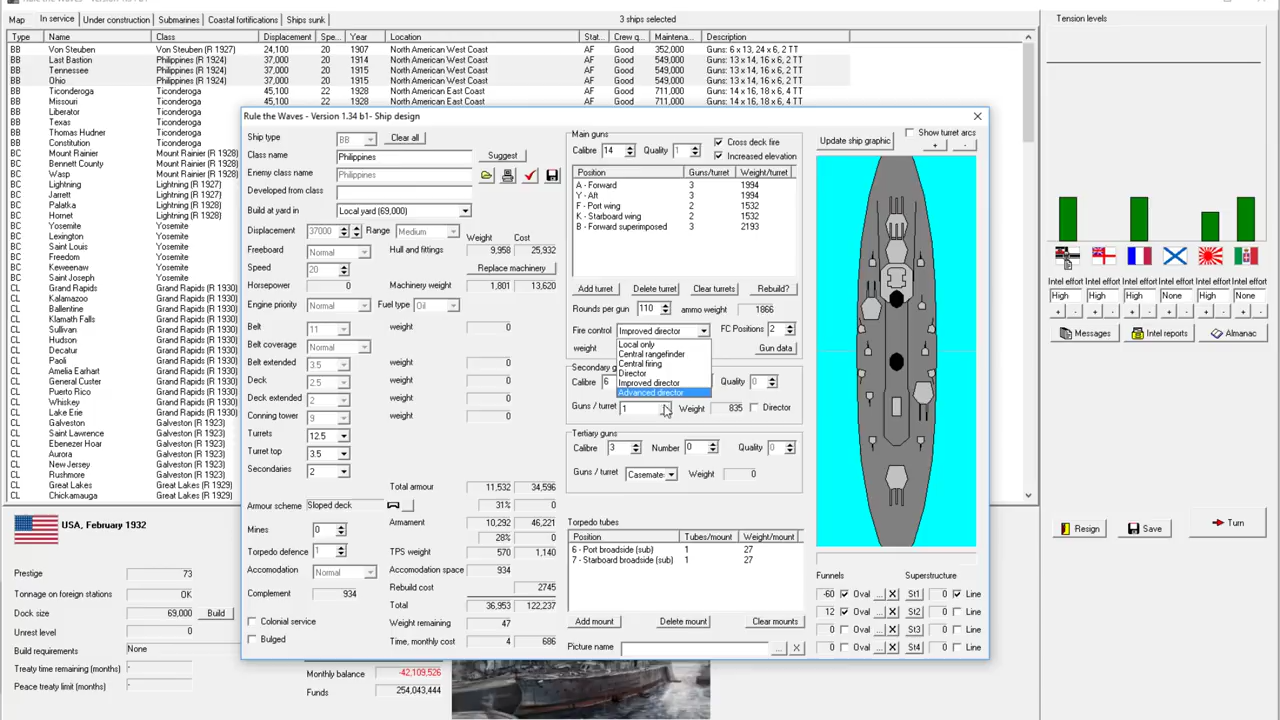 Map In service Under construction Submarines Coastal fortifications Ships sunk 3 ships selected
Tension levels
Type Name Class Displacement Spe... Year Location Stat... Crew q... Maintena... Description
BB Von Steuben Von Steuben (R 1927) 24,100 20 1907 North American West Coast AF Good 352,000 Guns: 6 x 13, 24 x 6, 2 TT
BB Last Bastion Philippines (R 1924) 37,000 20 1914 North American West Coast AF Good 549,000 Guns: 13 x 14, 16 x 6, 2 TT
BB Tennessee Philippines (R 1924) 37,000 20 1915 North American West Coast AF Good 549,000 Guns: 13 x 14, 16 x 6, 2 TT
BB Ohio Philippines (R 1924) 37,000 20 1915 North American West Coast AF Good 549,000 Guns: 13 x 14, 16 x 6, 2 TT
BB Ticonderoga Ticonderoga 45,100 22 1928 North American East Coast AF Good 711,000 Guns: 14 x 16, 18 x 6, 2 TT
BB Missouri Ticonderoga 45,100 22 1928 North American East Coast AF Good 711,000 Guns: 14 x 16, 18 x 6, 2 TT
BB Liberator Ticonderoga
BB Texas Ticonderoga
BB Thomas Hudner Ticonderoga
BB Constitution Ticonderoga
BC Mount Rainier Mount Rainier (R 1928)
BC Bennett County Mount Rainier (R 1928)
BC Wasp Mount Rainier (R 1928)
BC Lightning Lightning (R 1927)
BC Jarrett Lightning (R 1927)
BC Palatka Lightning (R 1927)
BC Hornet Lightning (R 1927)
BC Yosemite Yosemite
BC Lexington Yosemite
BC Saint Louis Yosemite
BC Freedom Yosemite
BC Keweenaw Yosemite
BC Saint Joseph Yosemite
CL Grand Rapids Grand Rapids (R 1930)
CL Kalamazoo Grand Rapids (R 1930)
CL Ballentine Grand Rapids (R 1930)
CL Klamath Falls Grand Rapids (R 1930)
CL Sullivan Grand Rapids (R 1930)
CL Hudson Grand Rapids (R 1930)
CL Decatur Grand Rapids (R 1930)
CL Paoli Grand Rapids (R 1930)
CL Amelia Earhart Grand Rapids (R 1930)
CL Puerto Rico Grand Rapids (R 1930)
CL Whiskey Grand Rapids (R 1930)
CL Lake Erie Grand Rapids (R 1930)
CL Galveston Galveston (R 1923)
CL Saint Lawrence Galveston (R 1923)
CL Ebenezer Hoar Galveston (R 1923)
CL Aurora Galveston (R 1923)
CL New Jersey Galveston (R 1923)
CL Rushmore Galveston (R 1923)
CL Great Lakes Great Lakes (R 1923)
CL Chickamauga Great Lakes (R 1923)
Rule the Waves - Version 1.34 b1- Ship design
Ship type BB Clear all
Class name Philippines Suggest
Enemy class name Philippines
Developed from class
Build at yard in Local yard (69,000)
Displacement 37000 Range Medium Weight Cost
Freeboard Normal Hull and fittings 9,958 25,932
Speed 20 Replace machinery
Horsepower 0 Machinery weight 1,801 13,620
Engine priority Normal Fuel type Oil
Belt 11 weight 0
Belt coverage Normal
Belt extended 3.5 weight 0
Deck 2.5 weight 0
Deck extended 2 weight 0
Conning tower 9 weight 0
Turrets 12.5
Turret top 3.5
Secondaries 2
Total armour 11,532 34,596
Armour scheme Sloped deck 31% 0
Mines 0 Armament 10,292 46,221
28% 0
Torpedo defence 1 TPS weight 570 1,140
Accomodation Normal Accomodation space 934
Complement 934 Rebuild cost 2745
Total 36,953 122,237
Colonial service Weight remaining 47
Bulged Time, monthly cost 4 686
Main guns
Calibre 14 Quality 1 Cross deck fire
Increased elevation
Position Guns/turret Weight/turret
A - Forward 3 1994
Y - Aft 3 1994
F - Port wing 2 1532
K - Starboard wing 2 1532
B - Forward superimposed 3 2193
Add turret Delete turret Clear turrets Rebuild?
Rounds per gun 110 ammo weight 1866
Fire control Improved director FC Positions 2
weight Gun data
Local only
Central rangefinder
Central firing
Director
Improved director
Advanced director
Secondary g
Calibre 6 Quality 0
Guns / turret 1 Weight 835 Director
Tertiary guns
Calibre 3 Number 0 Quality 0
Guns / turret Casemate: Weight 0
Torpedo tubes
Position Tubes/mount Weight/mount
6 - Port broadside (sub) 1 27
7 - Starboard broadside (sub) 1 27
Add mount Delete mount Clear mounts
Picture name ... X
Update ship graphic Show turret arcs
+ -
Funnels Superstructure
-60 Oval ... X St1 0 Line
12 Oval ... X St2 0 Line
0 Oval ... X St3 0 Line
0 Oval ... X St4 0 Line
Intel effort Intel effort Intel effort Intel effort Intel effort Intel effort
High High High None High None
+ - + - + - + - + - + -
Messages Intel reports Almanac
Resign Save Turn
USA, February 1932
Prestige 73
Tonnage on foreign stations OK
Dock size 69,000 Build
Unrest level 0
Build requirements None
Treaty time remaining (months) -
Peace treaty limit (months) -
Monthly balance -42,109,526
Funds 254,043,444